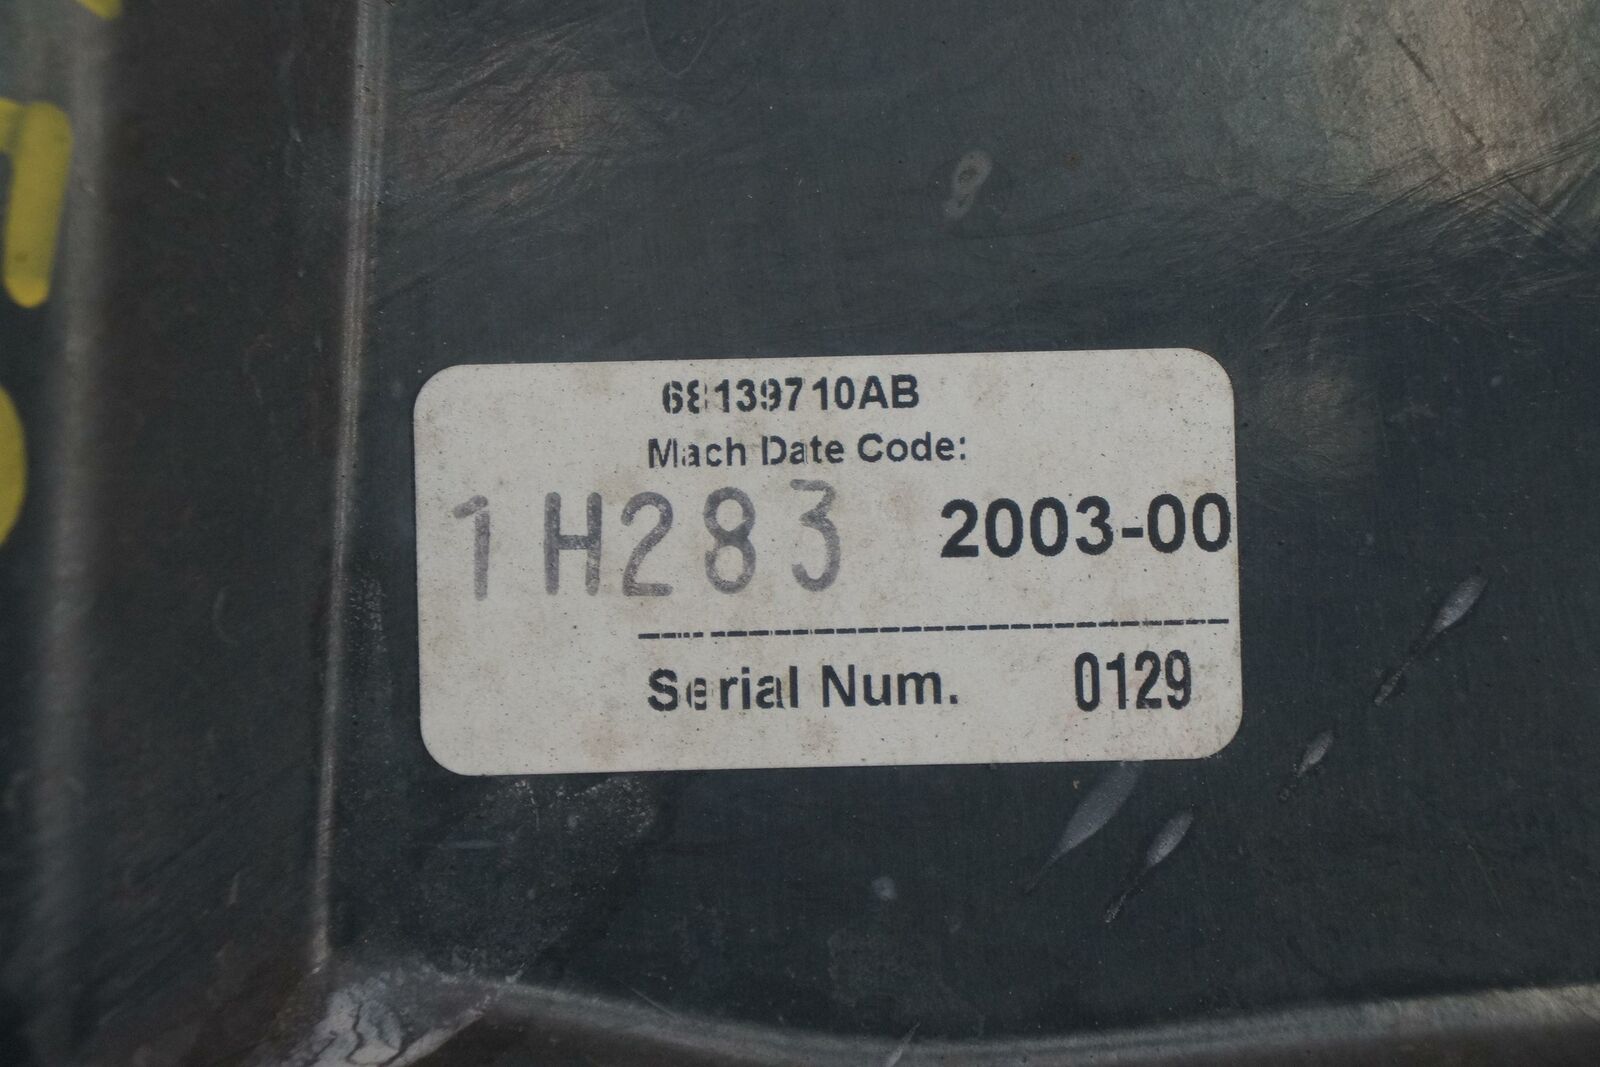 68139710AB
Mach Date Code:
1H283 2003-00
Serial Num. 0129